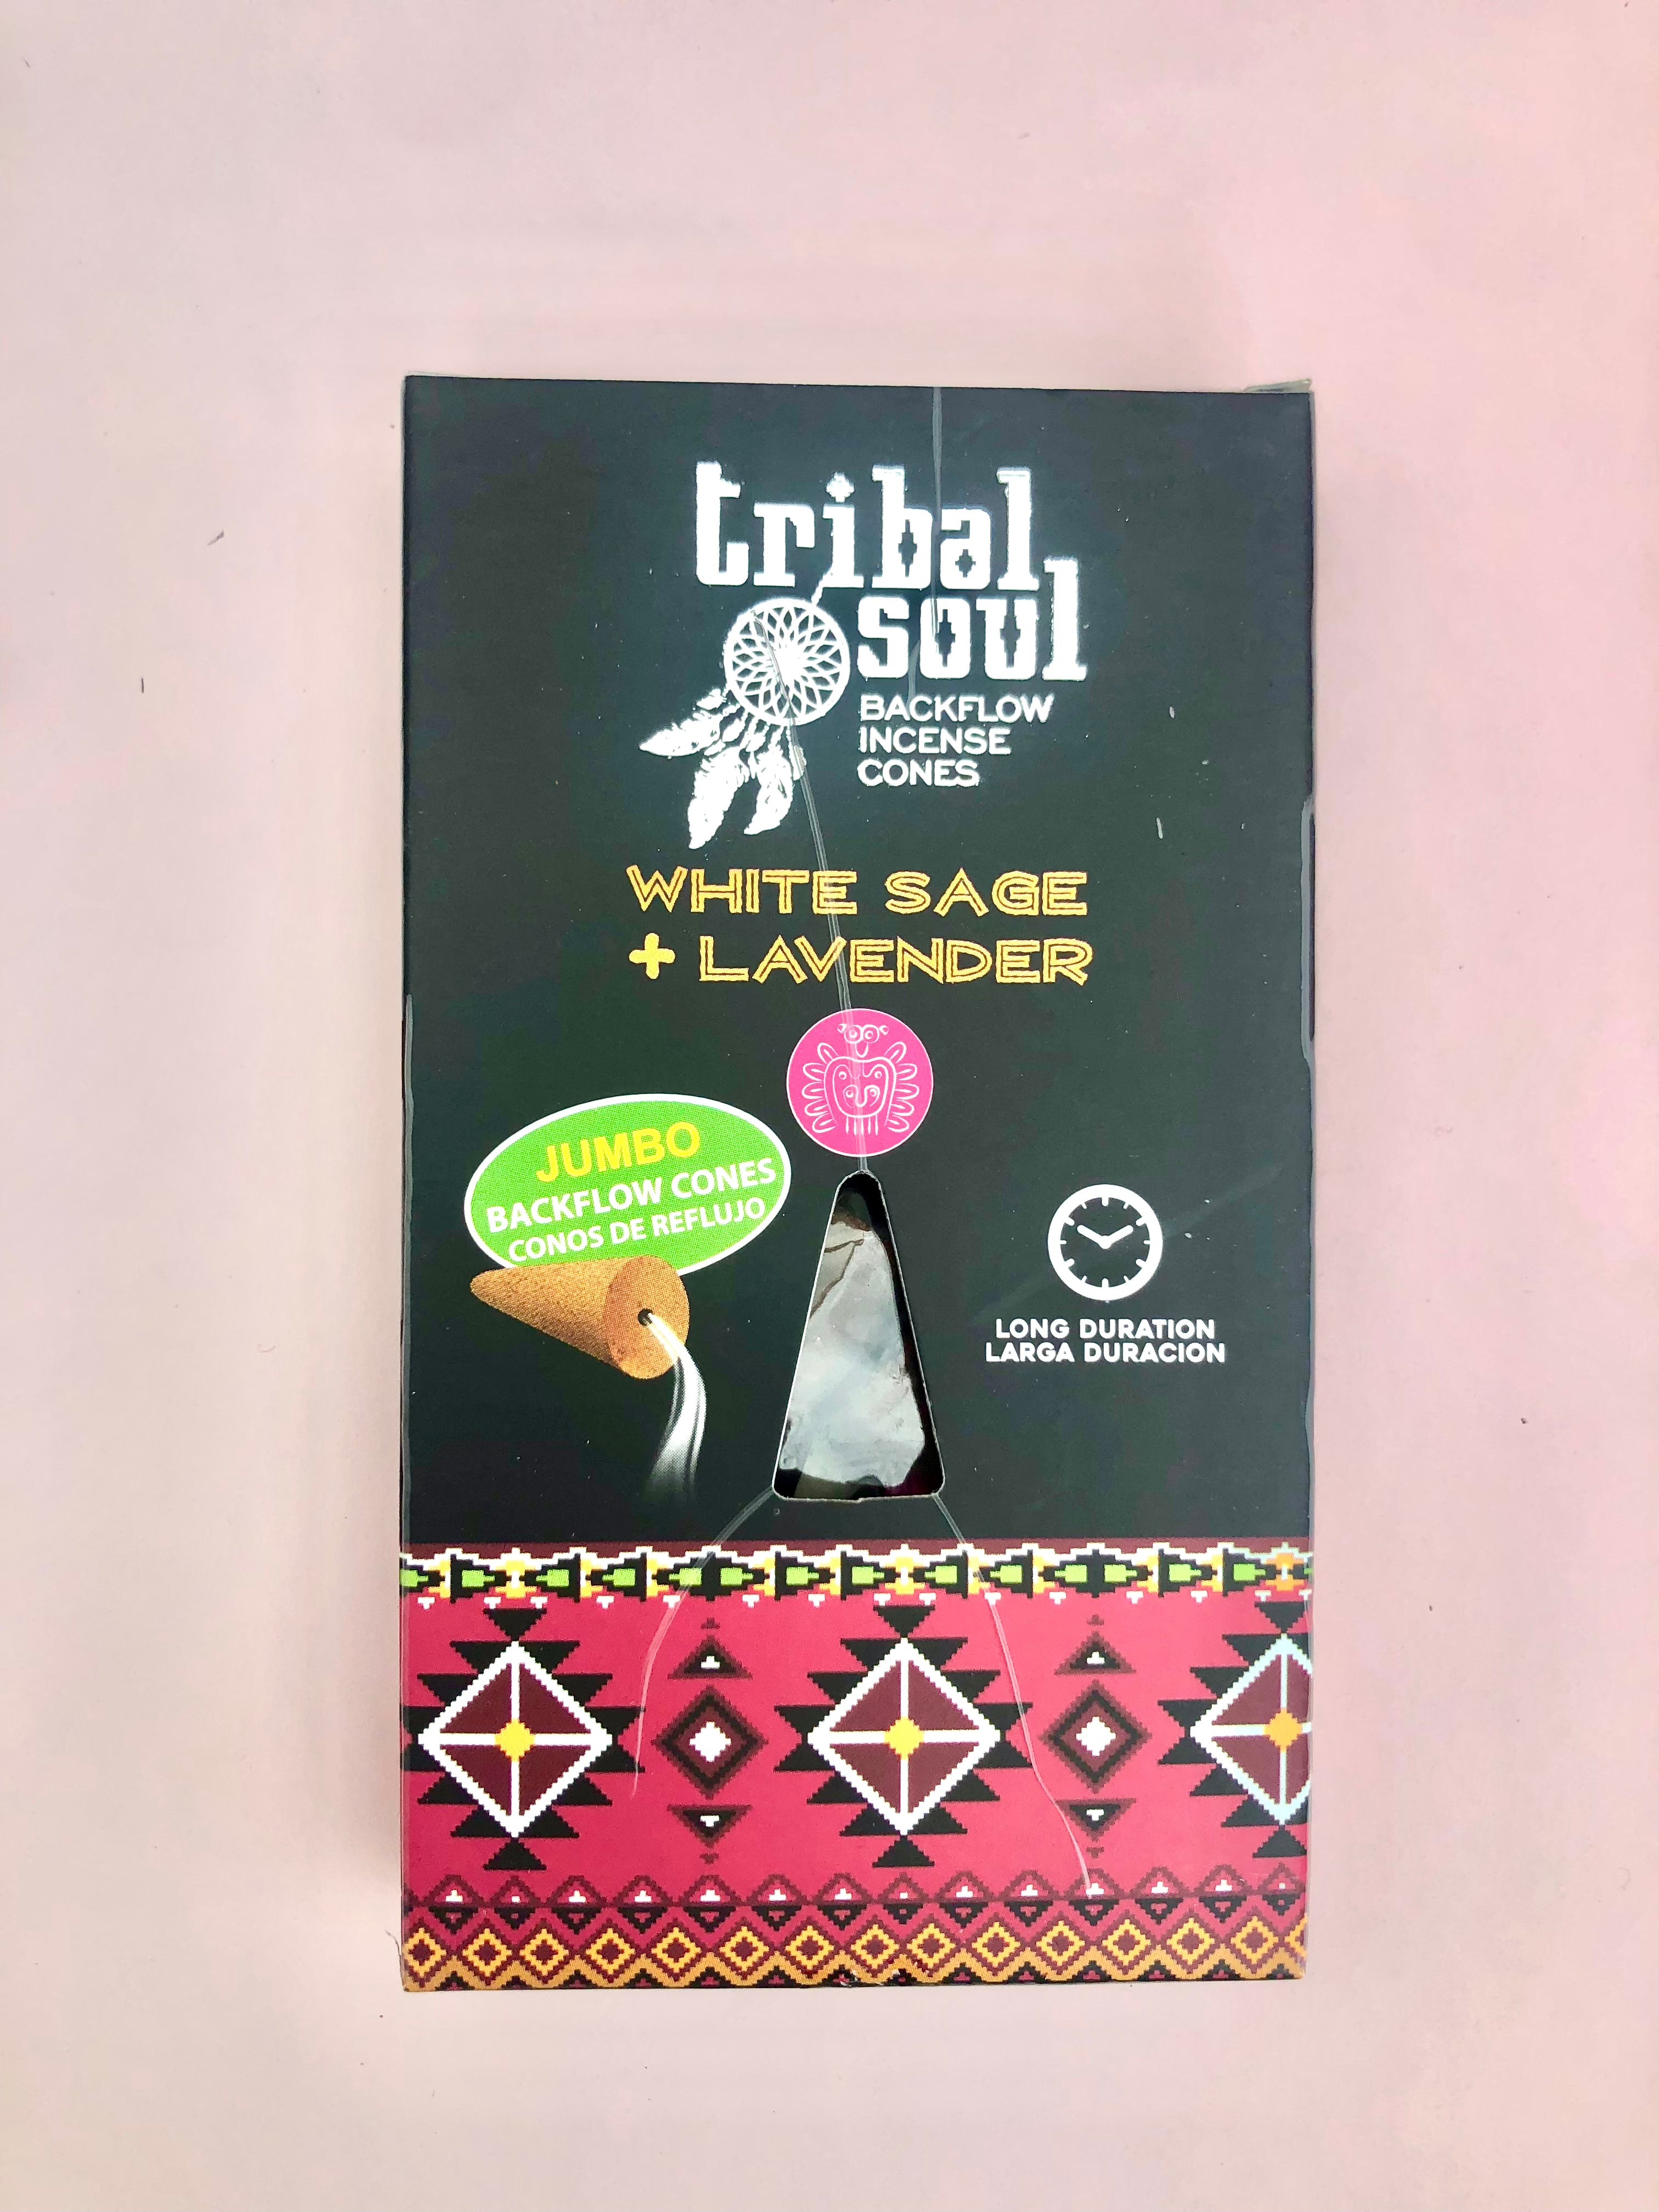 tribal
soul
BACKFLOW
INCENSE
CONES
WHITE SAGE
+ LAVENDER
JUMBO
BACKFLOW CONES
CONOS DE REFLUJO
LONG DURATION
LARGA DURACION